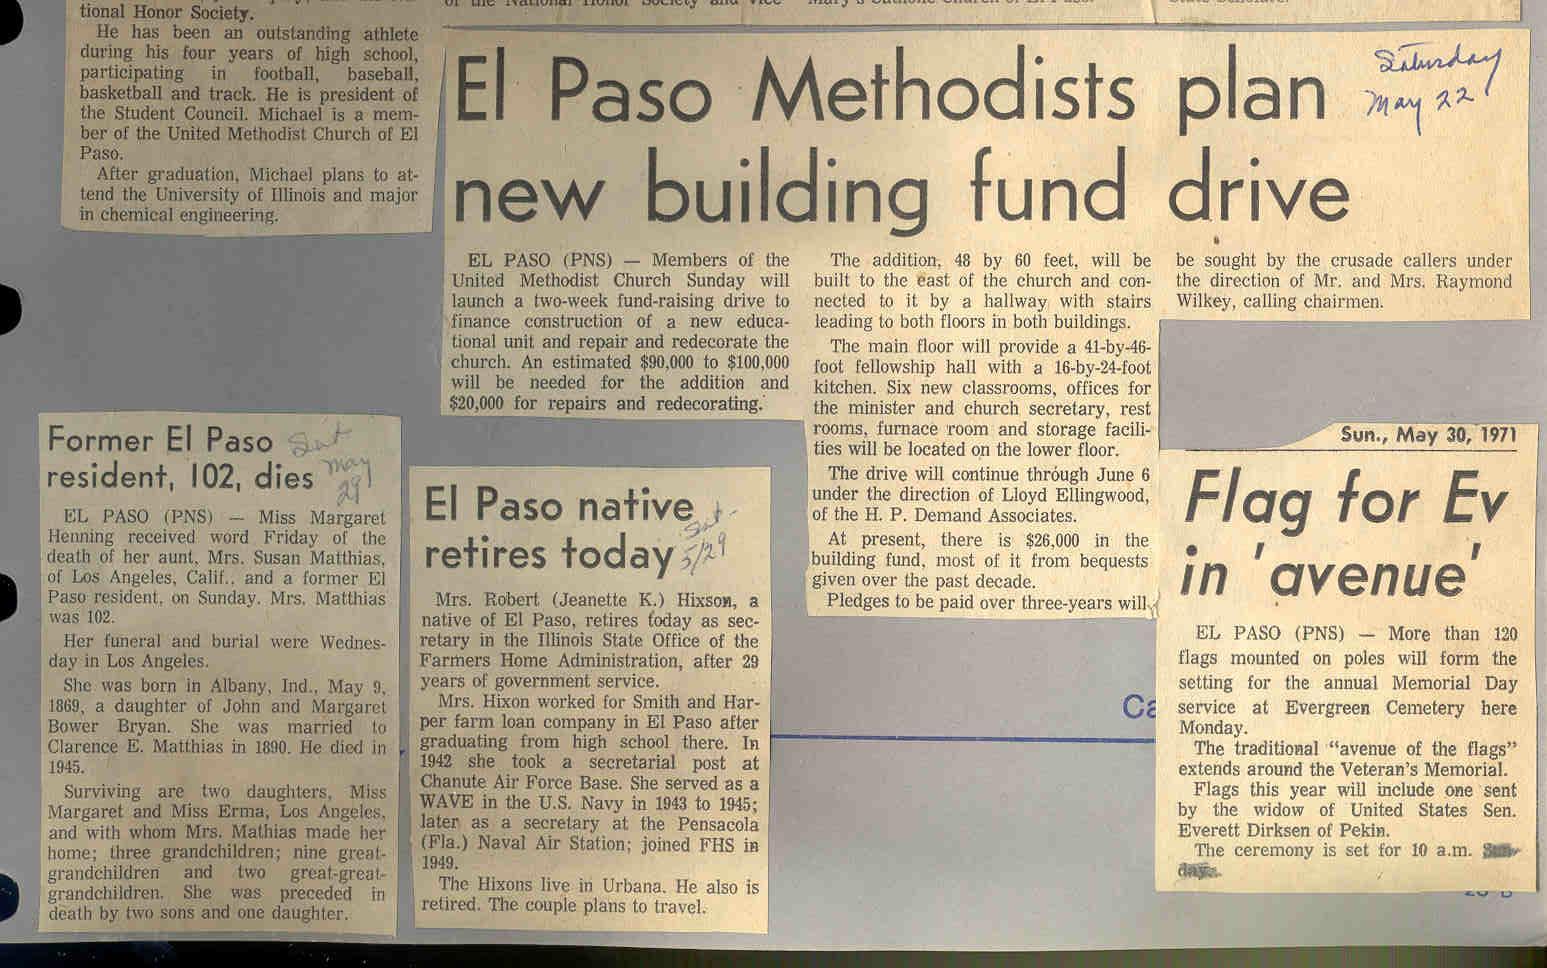 tional Honor Society.
He has been an outstanding athlete
during his four years of high school,
participating in football, baseball,
basketball and track. He is president of
the Student Council. Michael is a mem-
ber of the United Methodist Church of El
Paso.
After graduation, Michael plans to at-
tend the University of Illinois and major
in chemical engineering.
of the National Honor Society and Vice
Mary's Catholic Church of El Paso.
El Paso Methodists plan
new building fund drive
Saturday
May 22
EL PASO (PNS) — Members of the
United Methodist Church Sunday will
launch a two-week fund-raising drive to
finance construction of a new educa-
tional unit and repair and redecorate the
church. An estimated $90,000 to $100,000
will be needed for the addition and
$20,000 for repairs and redecorating.
The addition, 48 by 60 feet, will be
built to the east of the church and con-
nected to it by a hallway with stairs
leading to both floors in both buildings.
The main floor will provide a 41-by-46-
foot fellowship hall with a 16-by-24-foot
kitchen. Six new classrooms, offices for
the minister and church secretary, rest
rooms, furnace room and storage facili-
ties will be located on the lower floor.
The drive will continue through June 6
under the direction of Lloyd Ellingwood,
of the H. P. Demand Associates.
At present, there is $26,000 in the
building fund, most of it from bequests
given over the past decade.
Pledges to be paid over three-years will
be sought by the crusade callers under
the direction of Mr. and Mrs. Raymond
Wilkey, calling chairmen.
Former El Paso
resident, 102, dies
Sat
May
29
EL PASO (PNS) — Miss Margaret
Henning received word Friday of the
death of her aunt, Mrs. Susan Matthias,
of Los Angeles, Calif., and a former El
Paso resident, on Sunday. Mrs. Matthias
was 102.
Her funeral and burial were Wednes-
day in Los Angeles.
She was born in Albany, Ind., May 9,
1869, a daughter of John and Margaret
Bower Bryan. She was married to
Clarence E. Matthias in 1890. He died in
1945.
Surviving are two daughters, Miss
Margaret and Miss Erma, Los Angeles,
and with whom Mrs. Mathias made her
home; three grandchildren; nine great-
grandchildren and two great-great-
grandchildren. She was preceded in
death by two sons and one daughter.
El Paso native
retires today
Sat-
5/29
Mrs. Robert (Jeanette K.) Hixson, a
native of El Paso, retires today as sec-
retary in the Illinois State Office of the
Farmers Home Administration, after 29
years of government service.
Mrs. Hixon worked for Smith and Har-
per farm loan company in El Paso after
graduating from high school there. In
1942 she took a secretarial post at
Chanute Air Force Base. She served as a
WAVE in the U.S. Navy in 1943 to 1945;
later as a secretary at the Pensacola
(Fla.) Naval Air Station; joined FHS in
1949.
The Hixons live in Urbana. He also is
retired. The couple plans to travel.
Ca
Sun., May 30, 1971
Flag for Ev
in 'avenue'
EL PASO (PNS) — More than 120
flags mounted on poles will form the
setting for the annual Memorial Day
service at Evergreen Cemetery here
Monday.
The traditional "avenue of the flags"
extends around the Veteran's Memorial.
Flags this year will include one sent
by the widow of United States Sen.
Everett Dirksen of Pekin.
The ceremony is set for 10 a.m.